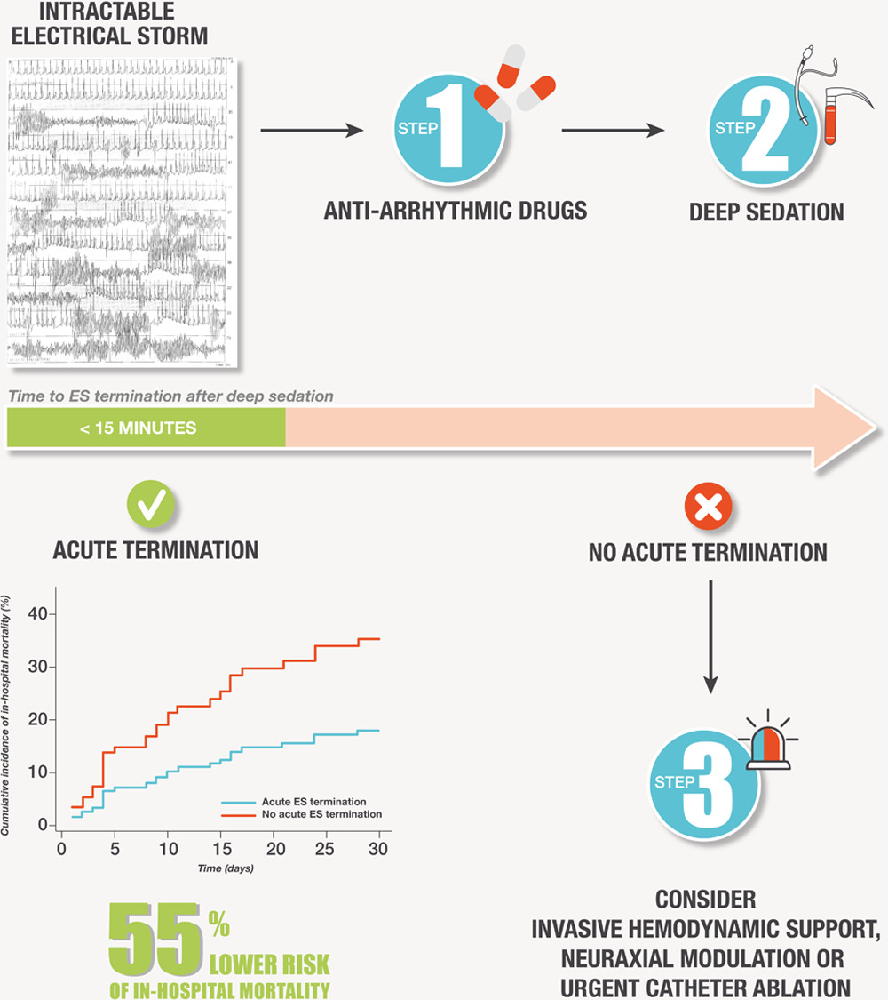 INTRACTABLE
ELECTRICAL STORM
STEP 1
ANTI-ARRHYTHMIC DRUGS
STEP 2
DEEP SEDATION
Time to ES termination after deep sedation
< 15 MINUTES
ACUTE TERMINATION
NO ACUTE TERMINATION
Cumulative incidence of in-hospital mortality (%)
40
30
20
10
0
0 5 10 15 20 25 30
Time (days)
Acute ES termination
No acute ES termination
55%
LOWER RISK
OF IN-HOSPITAL MORTALITY
STEP 3
CONSIDER
INVASIVE HEMODYNAMIC SUPPORT,
NEURAXIAL MODULATION OR
URGENT CATHETER ABLATION